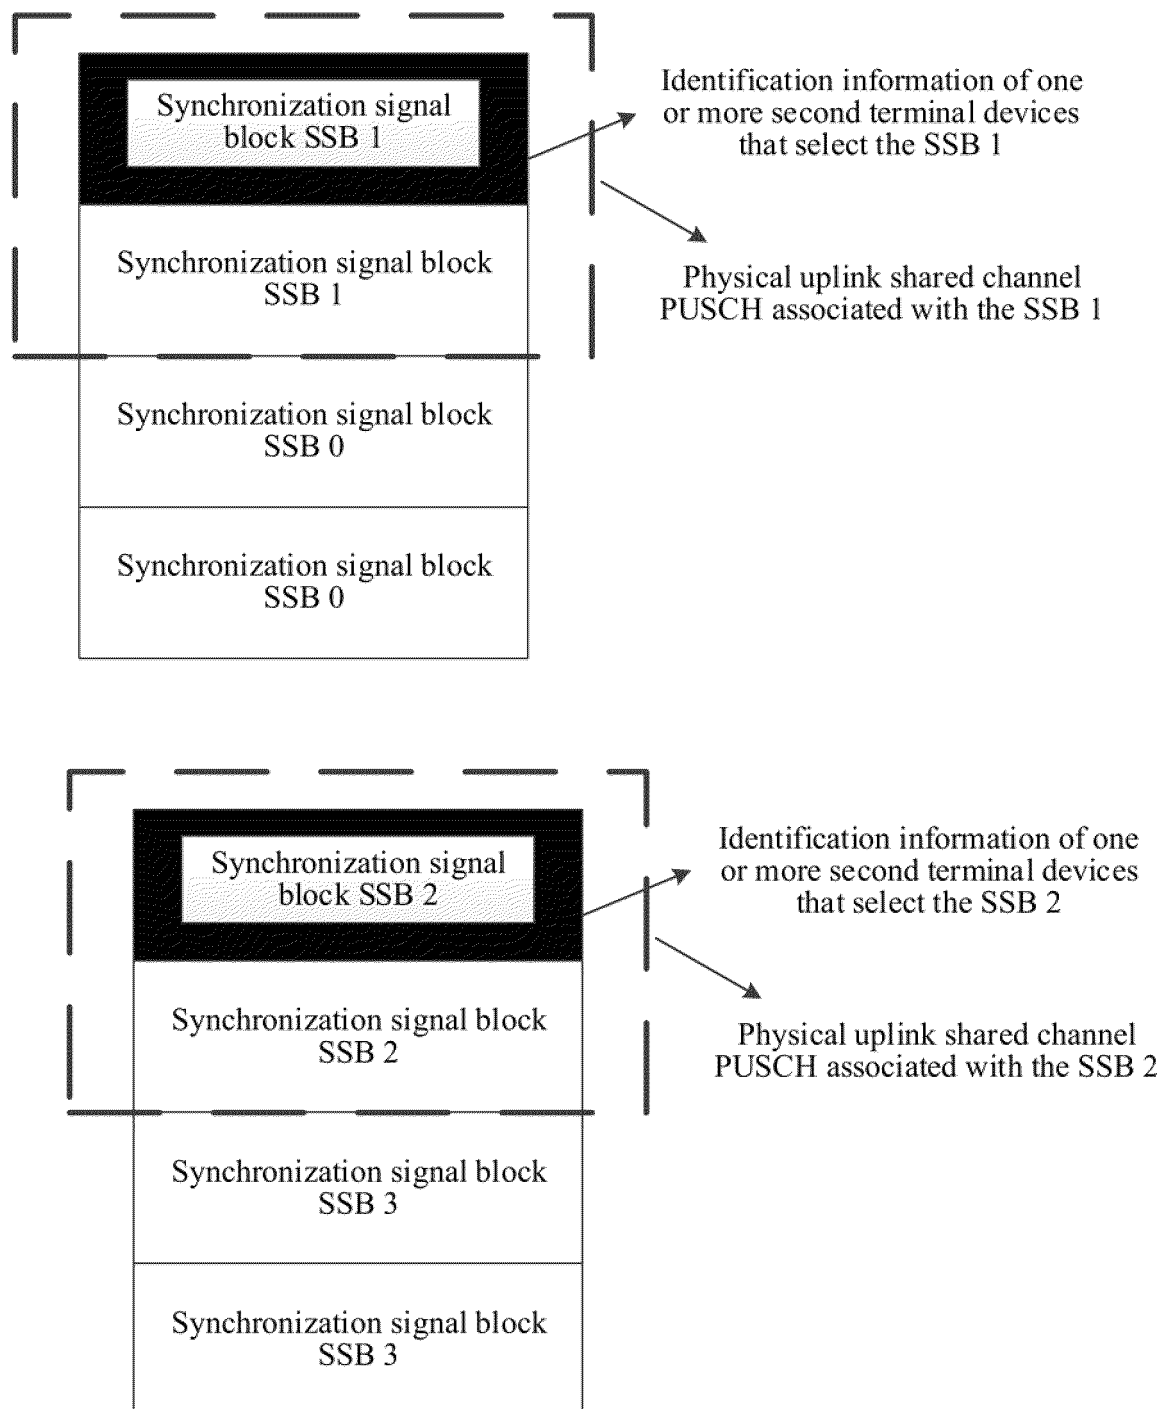 Synchronization signal
block SSB 1
Identification information of one
or more second terminal devices
that select the SSB 1
Synchronization signal block
SSB 1
Physical uplink shared channel
PUSCH associated with the SSB 1
Synchronization signal block
SSB 0
Synchronization signal block
SSB 0
Synchronization signal
block SSB 2
Identification information of one
or more second terminal devices
that select the SSB 2
Synchronization signal block
SSB 2
Physical uplink shared channel
PUSCH associated with the SSB 2
Synchronization signal block
SSB 3
Synchronization signal block
SSB 3